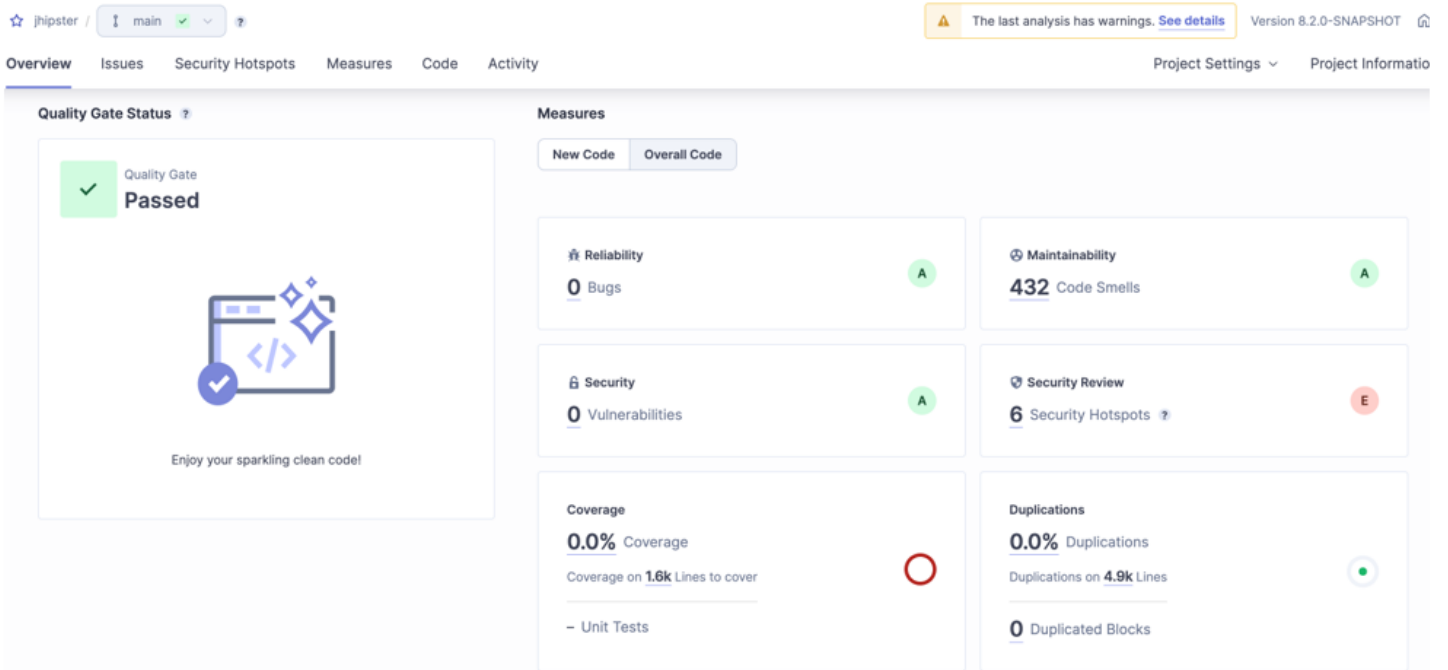 jhipster / main ?
The last analysis has warnings. See details Version 8.2.0-SNAPSHOT
Overview Issues Security Hotspots Measures Code Activity Project Settings Project Informatio
Quality Gate Status ?
Quality Gate
Passed
</>
Enjoy your sparkling clean code!
Measures
New Code Overall Code
Reliability
0 Bugs
A
Maintainability
432 Code Smells
A
Security
0 Vulnerabilities
A
Security Review
6 Security Hotspots ?
E
Coverage
0.0% Coverage
Coverage on 1.6k Lines to cover
– Unit Tests
Duplications
0.0% Duplications
Duplications on 4.9k Lines
0 Duplicated Blocks